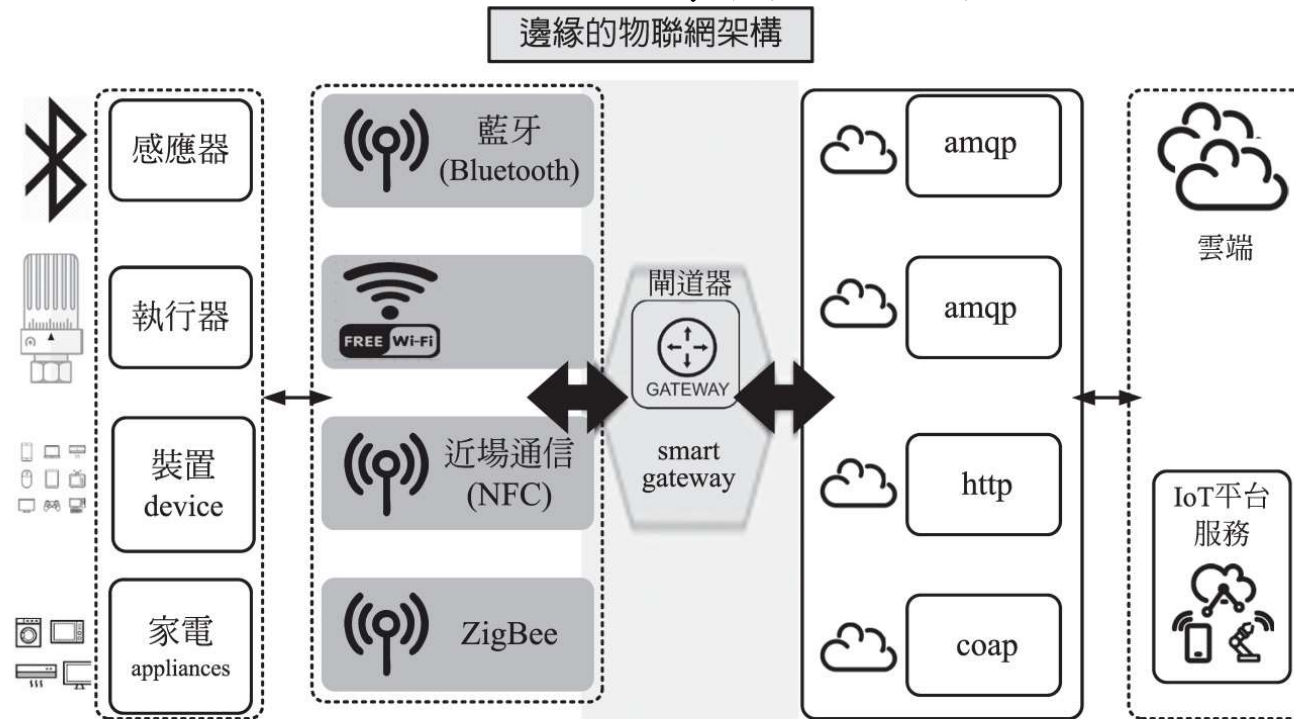 邊緣的物聯網架構
感應器
執行器
裝置
device
家電
appliances
藍牙
(Bluetooth)
FREE Wi-Fi
近場通信
(NFC)
ZigBee
閘道器
GATEWAY
smart
gateway
amqp
amqp
http
coap
雲端
IoT平台
服務